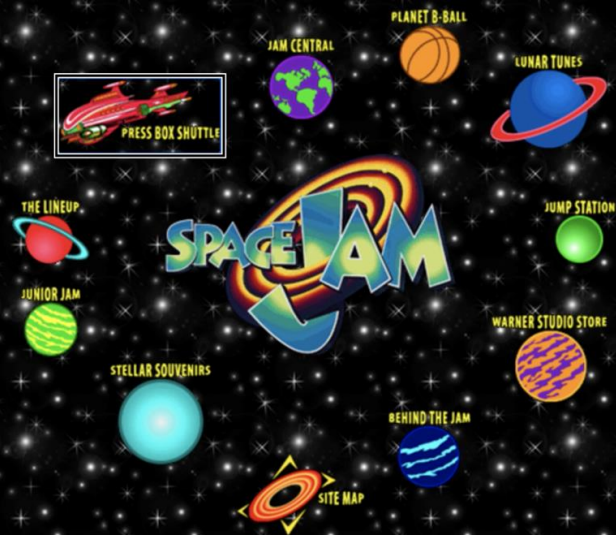 PLANET B-BALL
JAM CENTRAL
LUNAR TUNES
PRESS BOX SHUTTLE
THE LINEUP
JUMP STATION
SPACE JAM
JUNIOR JAM
WARNER STUDIO STORE
STELLAR SOUVENIRS
BEHIND THE JAM
SITE MAP